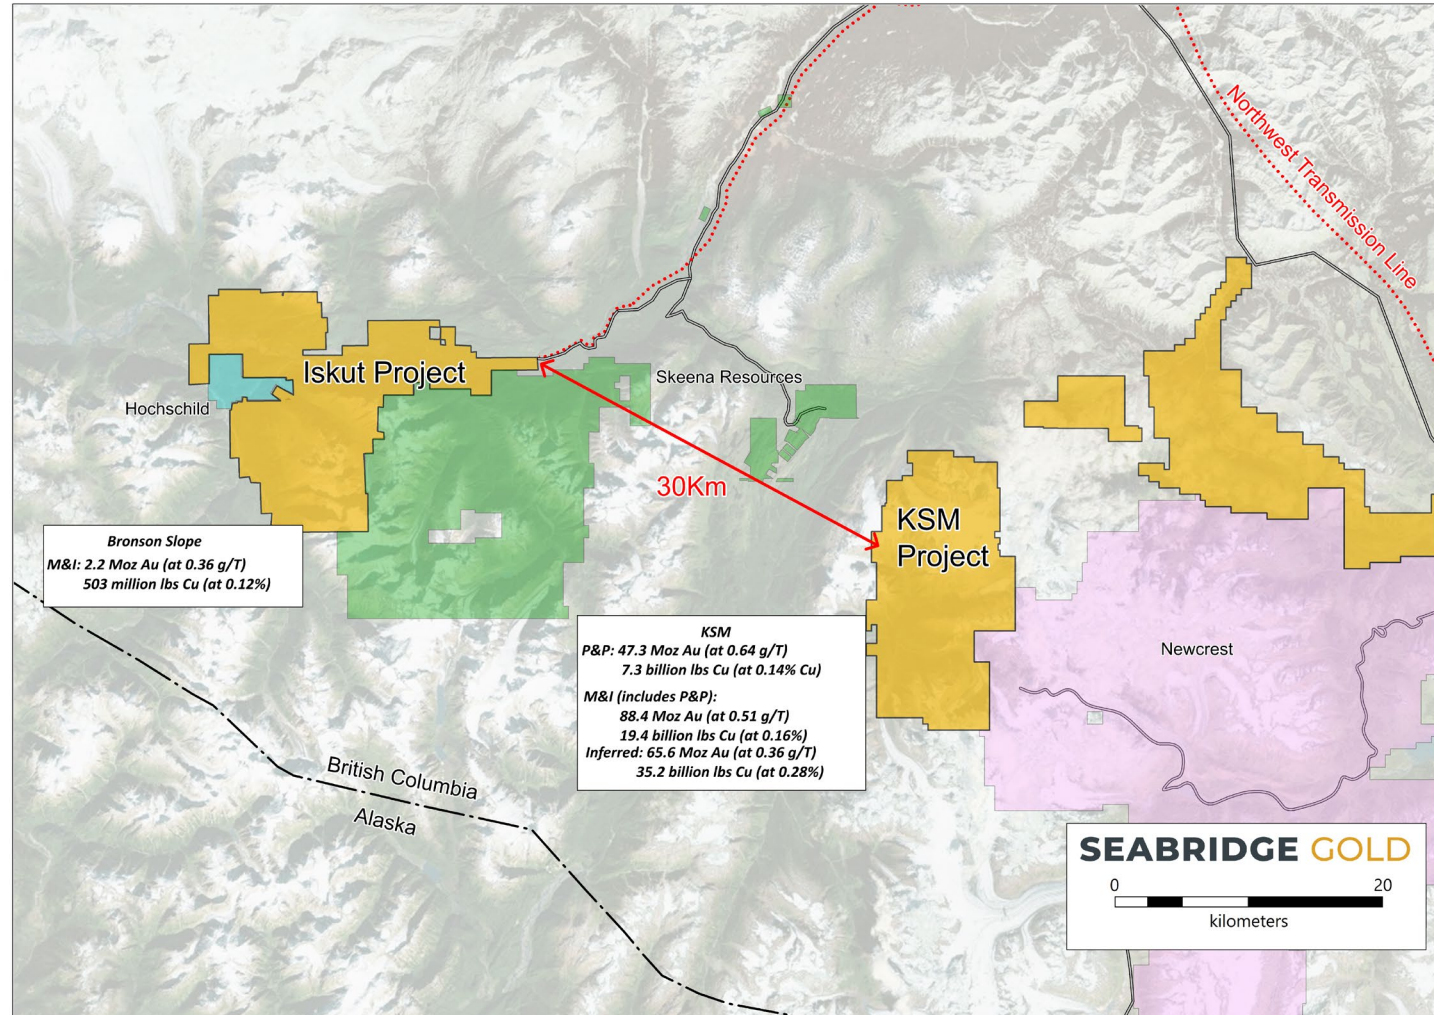 Northwest Transmission Line
Iskut Project
Skeena Resources
Hochschild
30Km
KSM
Project
Bronson Slope
M&I: 2.2 Moz Au (at 0.36 g/T)
503 million lbs Cu (at 0.12%)
KSM
P&P: 47.3 Moz Au (at 0.64 g/T)
7.3 billion lbs Cu (at 0.14% Cu)
M&I (includes P&P):
88.4 Moz Au (at 0.51 g/T)
19.4 billion lbs Cu (at 0.16%)
Inferred: 65.6 Moz Au (at 0.36 g/T)
35.2 billion lbs Cu (at 0.28%)
Newcrest
British Columbia
Alaska
SEABRIDGE GOLD
0 20
kilometers